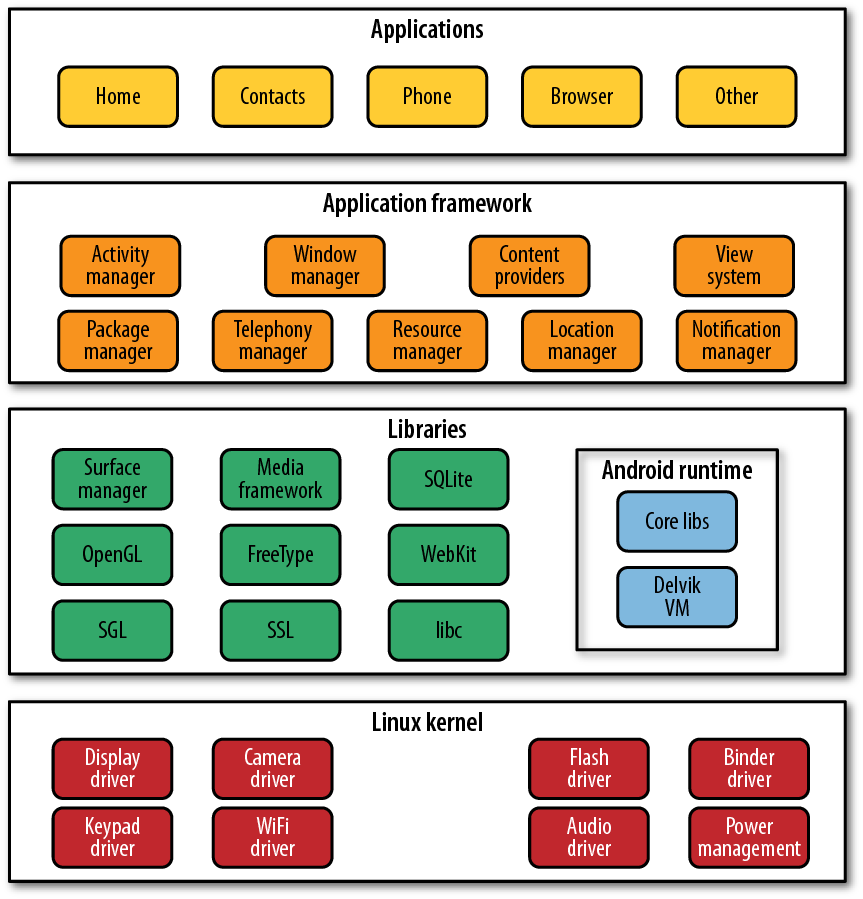 Applications
Home
Contacts
Phone
Browser
Other
Application framework
Activity
manager
Window
manager
Content
providers
View
system
Package
manager
Telephony
manager
Resource
manager
Location
manager
Notification
manager
Libraries
Surface
manager
Media
framework
SQLite
OpenGL
FreeType
WebKit
SGL
SSL
libc
Android runtime
Core libs
Delvik
VM
Linux kernel
Display
driver
Camera
driver
Flash
driver
Binder
driver
Keypad
driver
WiFi
driver
Audio
driver
Power
management